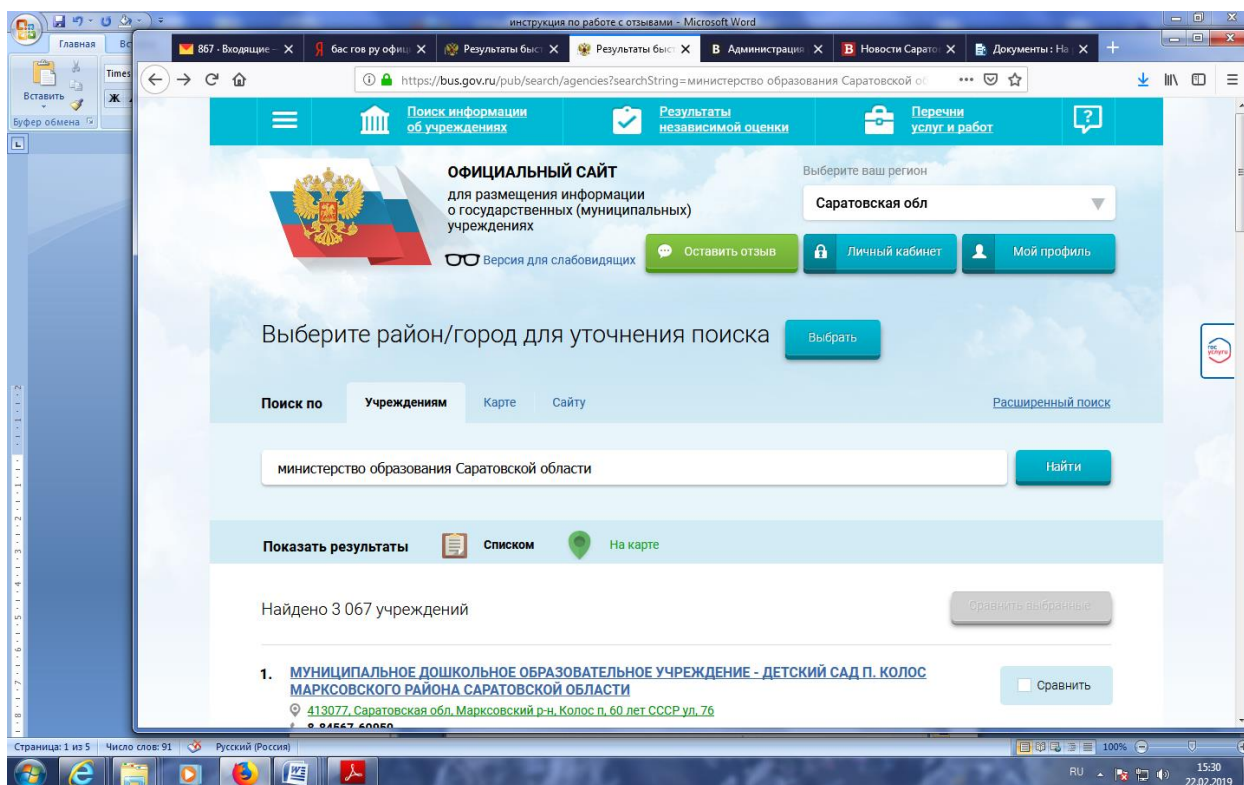 инструкция по работе с отзывами - Microsoft Word
Главная
Вс
Вставить
Times
Ж
Буфер обмена
867 - Входящие -
бас гов ру офиц
Результаты быст
Результаты быст
Администрация
Новости Сарато
Документы : На
https://bus.gov.ru/pub/search/agencies?searchString=министерство образования Саратовской об
Поиск информации
об учреждениях
Результаты
независимой оценки
Перечни
услуг и работ
ОФИЦИАЛЬНЫЙ САЙТ
для размещения информации
о государственных (муниципальных)
учреждениях
Версия для слабовидящих
Выберите ваш регион
Саратовская обл
Оставить отзыв
Личный кабинет
Мой профиль
Выберите район/город для уточнения поиска
Выбрать
гос
услуги
Поиск по Учреждениям Карте Сайту Расширенный поиск
министерство образования Саратовской области
Найти
Показать результаты Списком На карте
Найдено 3 067 учреждений
Сравнить выбранные
1. МУНИЦИПАЛЬНОЕ ДОШКОЛЬНОЕ ОБРАЗОВАТЕЛЬНОЕ УЧРЕЖДЕНИЕ - ДЕТСКИЙ САД П. КОЛОС
МАРКСОВСКОГО РАЙОНА САРАТОВСКОЙ ОБЛАСТИ
Сравнить
413077, Саратовская обл, Марксовский р-н, Колос п, 60 лет СССР ул, 76
8-84567-60050
Страница: 1 из 5 Число слов: 91 Русский (Россия) 100%
RU
15:30
22.02.2019